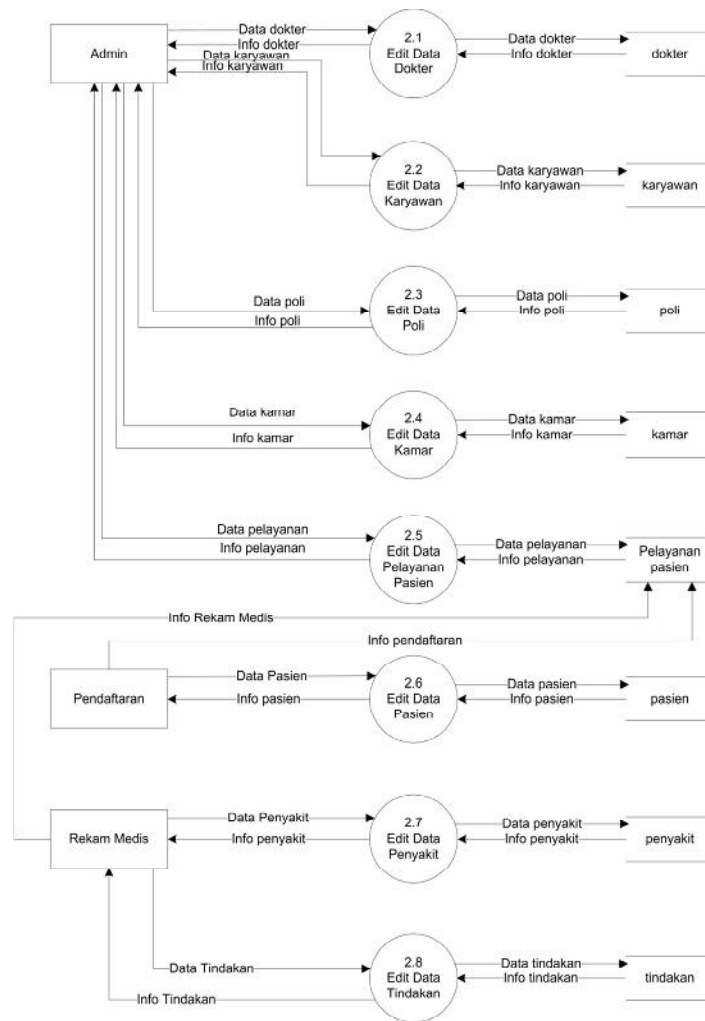 Data dokter
Info dokter
Data karyawan
Info karyawan
Admin
2.1
Edit Data
Dokter
Data dokter
Info dokter
dokter
2.2
Edit Data
Karyawan
Data karyawan
Info karyawan
karyawan
Data poli
Info poli
2.3
Edit Data
Poli
Data poli
Info poli
poli
Data kamar
Info kamar
2.4
Edit Data
Kamar
Data kamar
Info kamar
kamar
Data pelayanan
Info pelayanan
2.5
Edit Data
Pelayanan
Pasien
Data pelayanan
Info pelayanan
Pelayanan
pasien
Info Rekam Medis
Info pendaftaran
Pendaftaran
Data Pasien
Info pasien
2.6
Edit Data
Pasien
Data pasien
Info pasien
pasien
Rekam Medis
Data Penyakit
Info penyakit
2.7
Edit Data
Penyakit
Data penyakit
Info penyakit
penyakit
Data Tindakan
Info Tindakan
2.8
Edit Data
Tindakan
Data tindakan
Info tindakan
tindakan